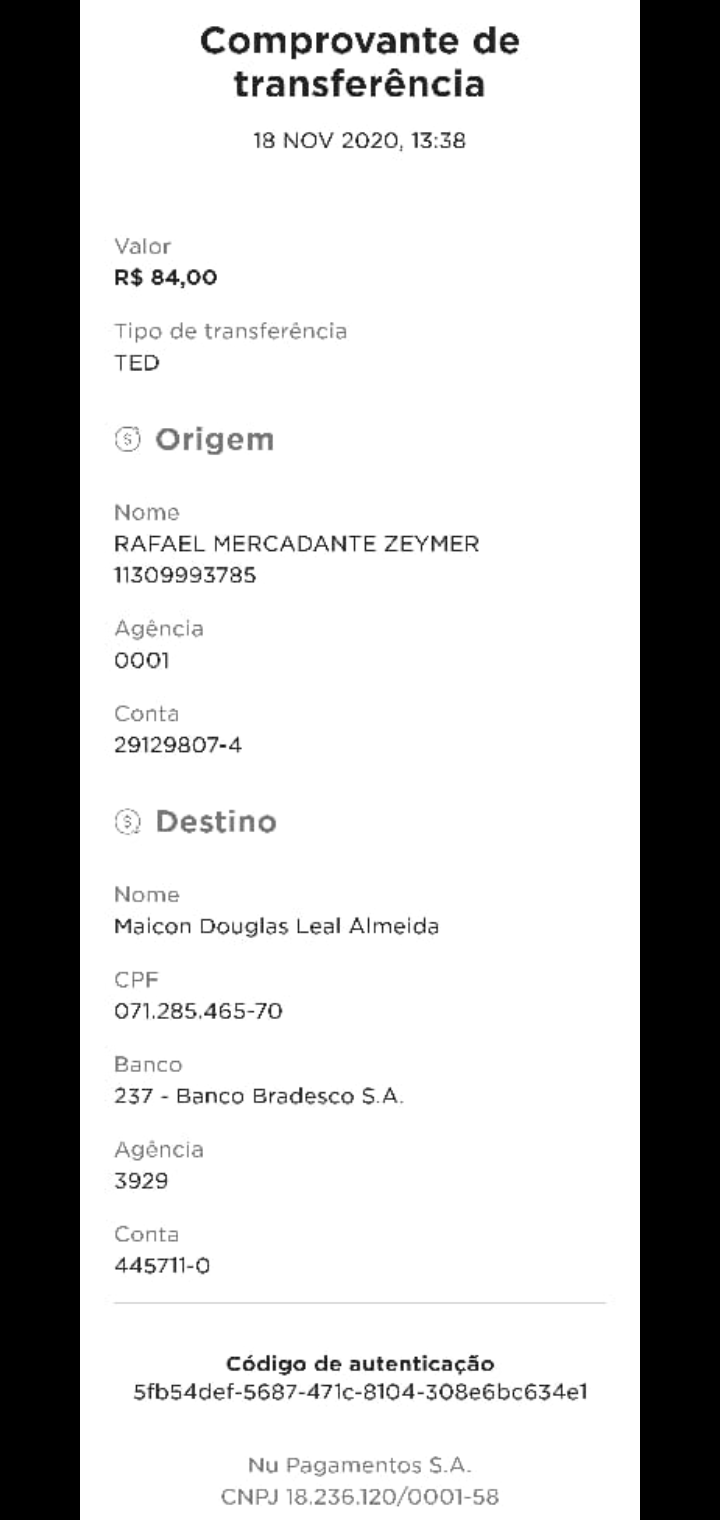 Comprovante de
transferência
18 NOV 2020, 13:38
Valor
R$ 84,00
Tipo de transferência
TED
Origem
Nome
RAFAEL MERCADANTE ZEYMER
11309993785
Agência
0001
Conta
29129807-4
Destino
Nome
Maicon Douglas Leal Almeida
CPF
071.285.465-70
Banco
237 - Banco Bradesco S.A.
Agência
3929
Conta
445711-0
Código de autenticação
5fb54def-5687-471c-8104-308e6bc634e1
Nu Pagamentos S.A.
CNPJ 18.236.120/0001-58